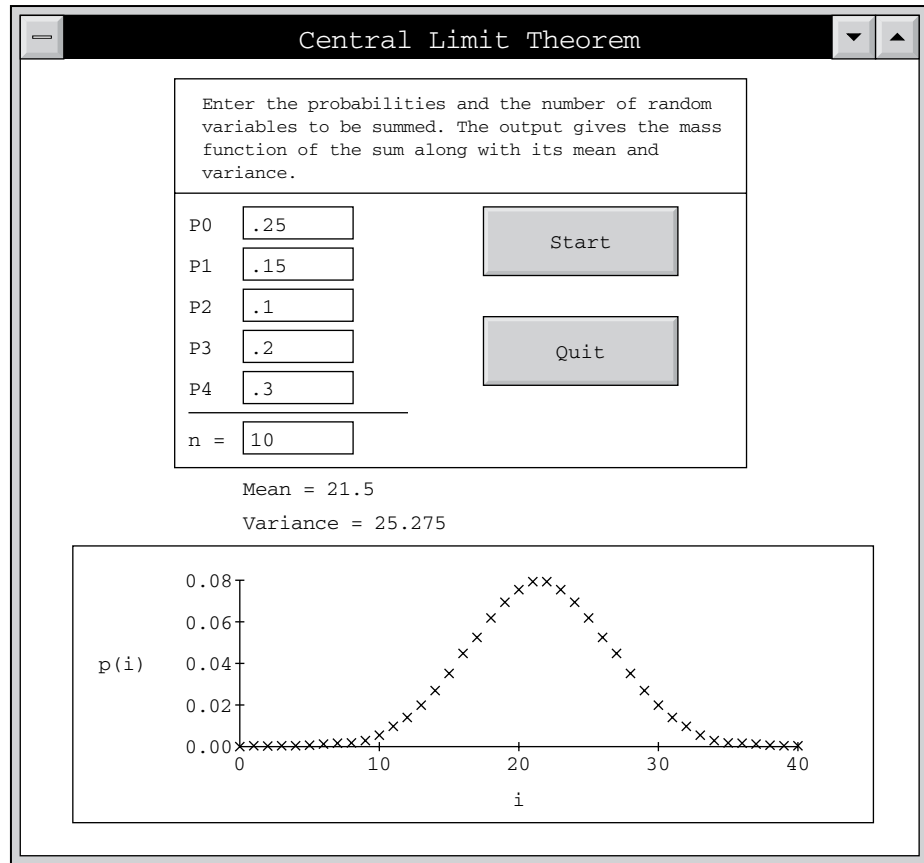 Central Limit Theorem
Enter the probabilities and the number of random
variables to be summed. The output gives the mass
function of the sum along with its mean and
variance.
P0 .25
Start
P1 .15
P2 .1
P3 .2
Quit
P4 .3
n = 10
Mean = 21.5
Variance = 25.275
0.08
0.06
p(i) 0.04
0.02
0.00
0 10 20 30 40
i